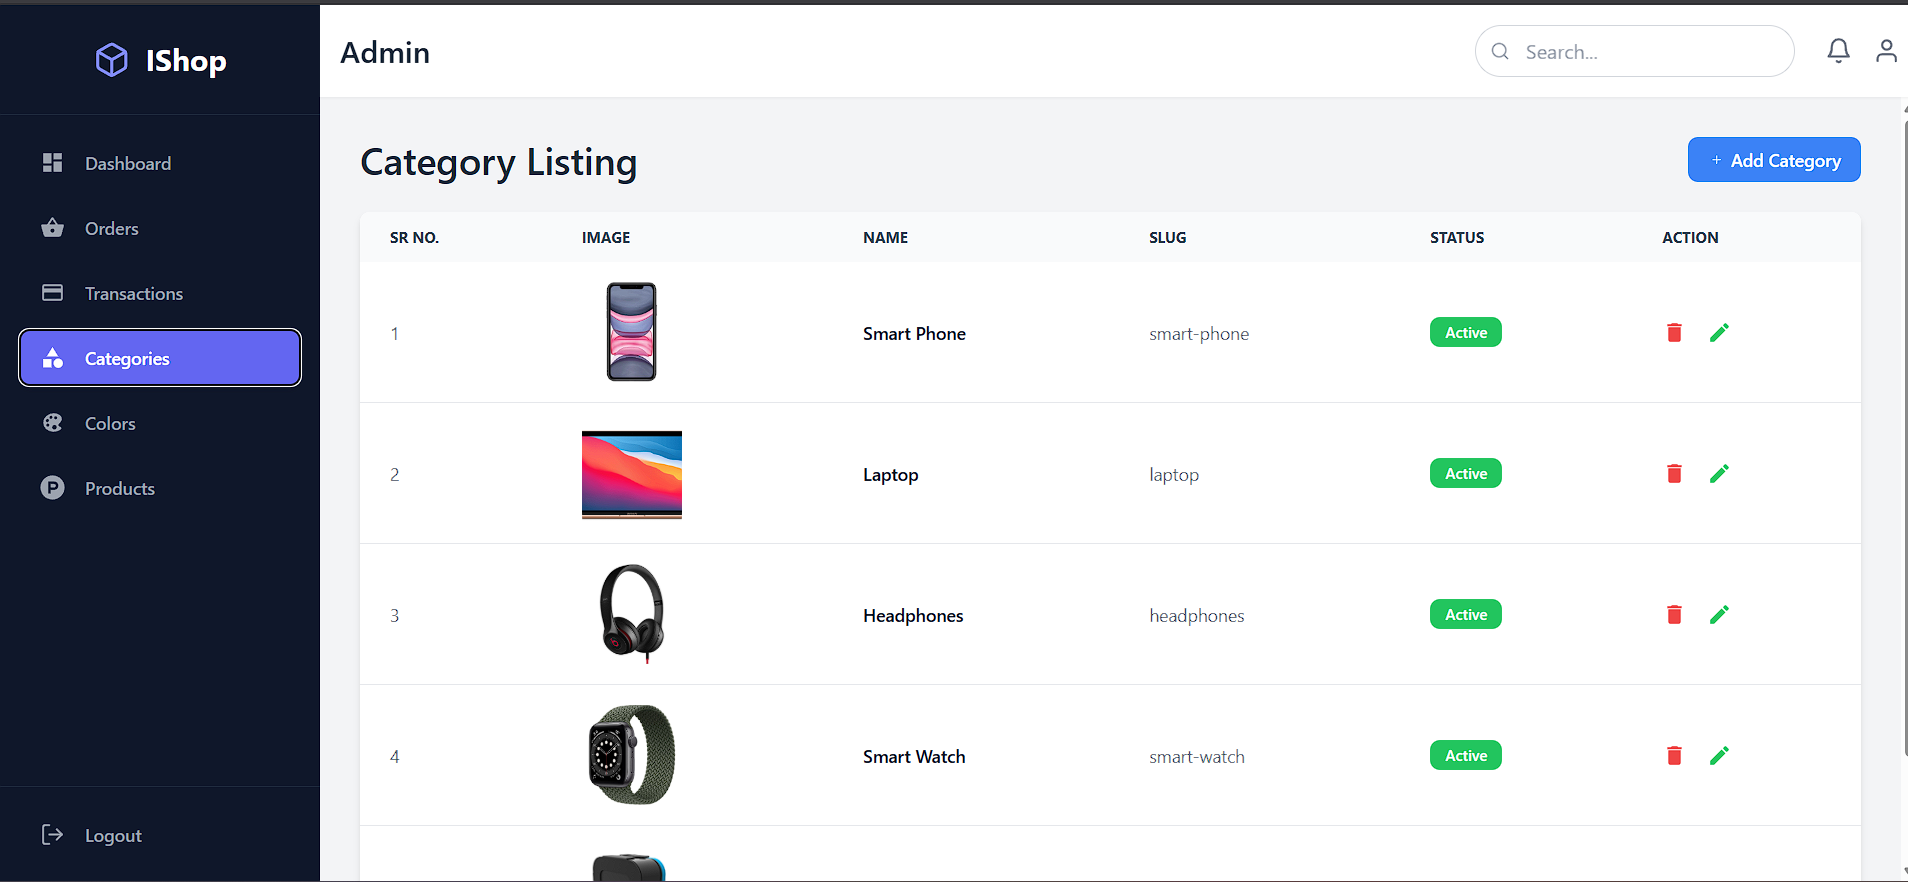 IShop
Admin
Search...
Dashboard
Orders
Transactions
Categories
Colors
Products
Logout
Category Listing
+ Add Category
SR NO. IMAGE NAME SLUG STATUS ACTION
1 Smart Phone smart-phone Active
2 Laptop laptop Active
3 Headphones headphones Active
4 Smart Watch smart-watch Active